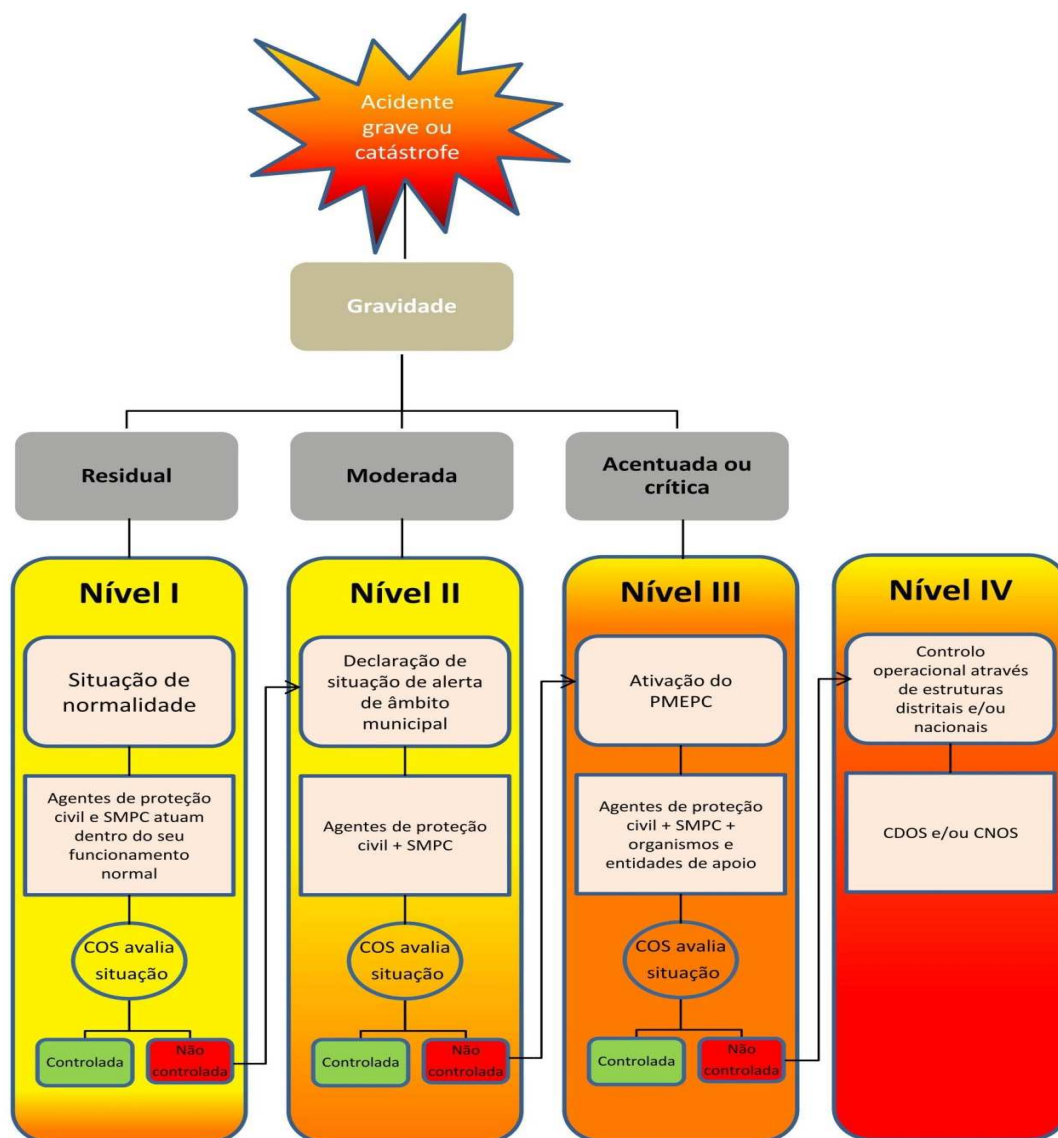 Acidente
grave ou
catástrofe
Gravidade
Residual
Moderada
Acentuada ou
crítica
Nível I
Situação de
normalidade
Agentes de proteção
civil e SMPC atuam
dentro do seu
funcionamento
normal
COS avalia
situação
Controlada
Não
controlada
Nível II
Declaração de
situação de alerta
de âmbito
municipal
Agentes de proteção
civil + SMPC
COS avalia
situação
Controlada
Não
controlada
Nível III
Ativação do
PMEPC
Agentes de proteção
civil + SMPC +
organismos e
entidades de apoio
COS avalia
situação
Controlada
Não
controlada
Nível IV
Controlo
operacional através
de estruturas
distritais e/ou
nacionais
CDOS e/ou CNOS